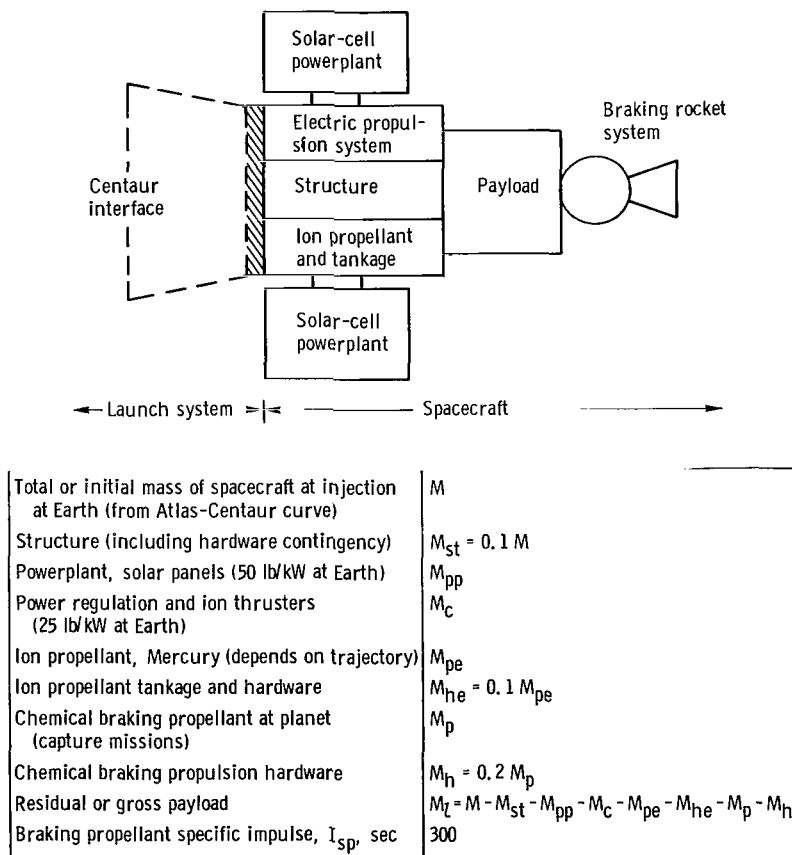 Solar-cell
powerplant
Electric propul-
sion system
Braking rocket
system
Centaur
interface
Structure
Payload
Ion propellant
and tankage
Solar-cell
powerplant
Launch system
Spacecraft
Total or initial mass of spacecraft at injection
at Earth (from Atlas-Centaur curve)
M
Structure (including hardware contingency)
M_st = 0.1 M
Powerplant, solar panels (50 lb/kW at Earth)
M_pp
Power regulation and ion thrusters
(25 lb/kW at Earth)
M_c
Ion propellant, Mercury (depends on trajectory)
M_pe
Ion propellant tankage and hardware
M_he = 0.1 M_pe
Chemical braking propellant at planet
(capture missions)
M_p
Chemical braking propulsion hardware
M_h = 0.2 M_p
Residual or gross payload
M_l = M - M_st - M_pp - M_c - M_pe - M_he - M_p - M_h
Braking propellant specific impulse, I_sp, sec
300